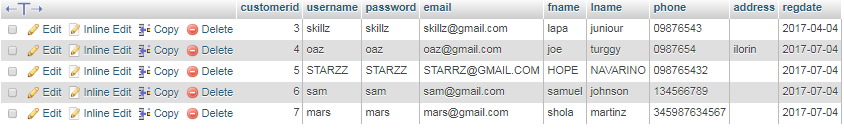 customerid username password email fname lname phone address regdate
Edit Inline Edit Copy Delete 3 skillz skillz skillz@gmail.com lapa juniour 09876543 2017-04-04
Edit Inline Edit Copy Delete 4 oaz oaz oaz@gmail.com joe turggy 0987654 ilorin 2017-07-04
Edit Inline Edit Copy Delete 5 STARZZ STARZZ STARRZ@GMAIL.COM HOPE NAVARINO 098765432 2017-07-04
Edit Inline Edit Copy Delete 6 sam sam sam@gmail.com samuel johnson 134566789 2017-07-04
Edit Inline Edit Copy Delete 7 mars mars mars@gmail.com shola martinz 345987634567 2017-07-04